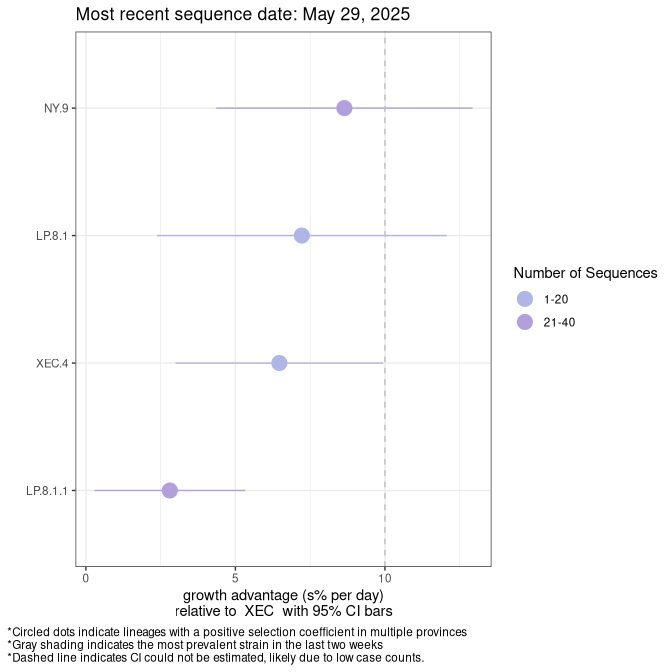 Most recent sequence date: May 29, 2025
NY.9
LP.8.1
XEC.4
LP.8.1.1
0 5 10
growth advantage (s% per day)
relative to XEC with 95% CI bars
Number of Sequences
1-20
21-40
*Circled dots indicate lineages with a positive selection coefficient in multiple provinces
*Gray shading indicates the most prevalent strain in the last two weeks
*Dashed line indicates CI could not be estimated, likely due to low case counts.